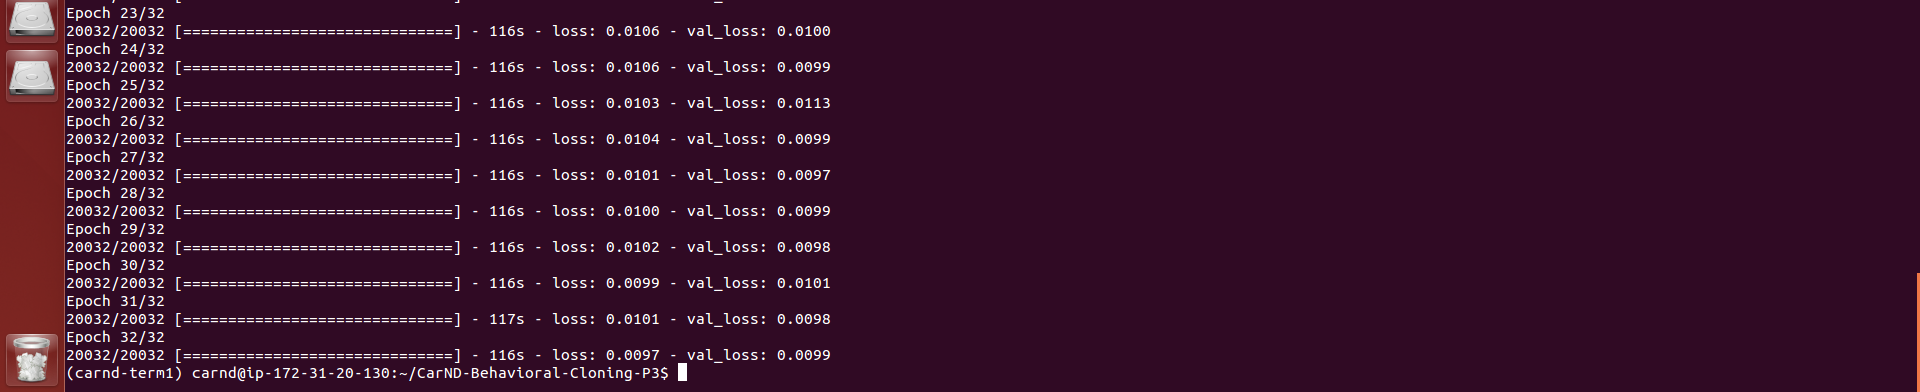 Epoch 23/32
20032/20032 [==============================] - 116s - loss: 0.0106 - val_loss: 0.0100
Epoch 24/32
20032/20032 [==============================] - 116s - loss: 0.0106 - val_loss: 0.0099
Epoch 25/32
20032/20032 [==============================] - 116s - loss: 0.0103 - val_loss: 0.0113
Epoch 26/32
20032/20032 [==============================] - 116s - loss: 0.0104 - val_loss: 0.0099
Epoch 27/32
20032/20032 [==============================] - 116s - loss: 0.0101 - val_loss: 0.0097
Epoch 28/32
20032/20032 [==============================] - 116s - loss: 0.0100 - val_loss: 0.0099
Epoch 29/32
20032/20032 [==============================] - 116s - loss: 0.0102 - val_loss: 0.0098
Epoch 30/32
20032/20032 [==============================] - 116s - loss: 0.0099 - val_loss: 0.0101
Epoch 31/32
20032/20032 [==============================] - 117s - loss: 0.0101 - val_loss: 0.0098
Epoch 32/32
20032/20032 [==============================] - 116s - loss: 0.0097 - val_loss: 0.0099
(carnd-term1) carnd@ip-172-31-20-130:~/CarND-Behavioral-Cloning-P3$